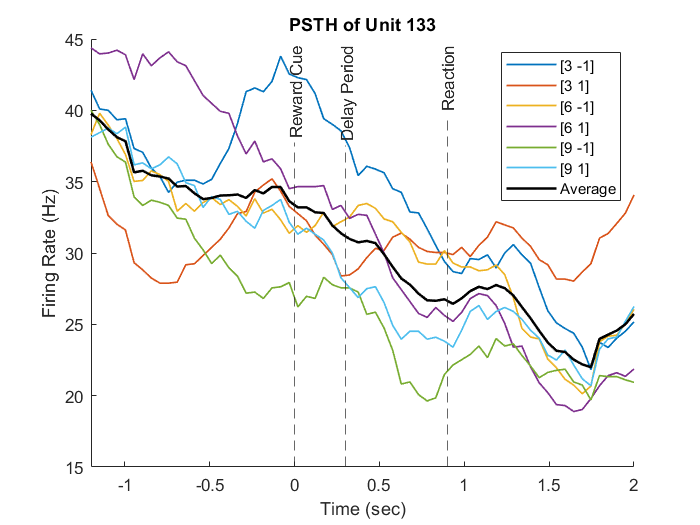 PSTH of Unit 133
45
40
35
30
25
20
15
Firing Rate (Hz)
-1
-0.5
0
0.5
1
1.5
2
Time (sec)
Reward Cue
Delay Period
Reaction
[3 -1]
[3 1]
[6 -1]
[6 1]
[9 -1]
[9 1]
Average